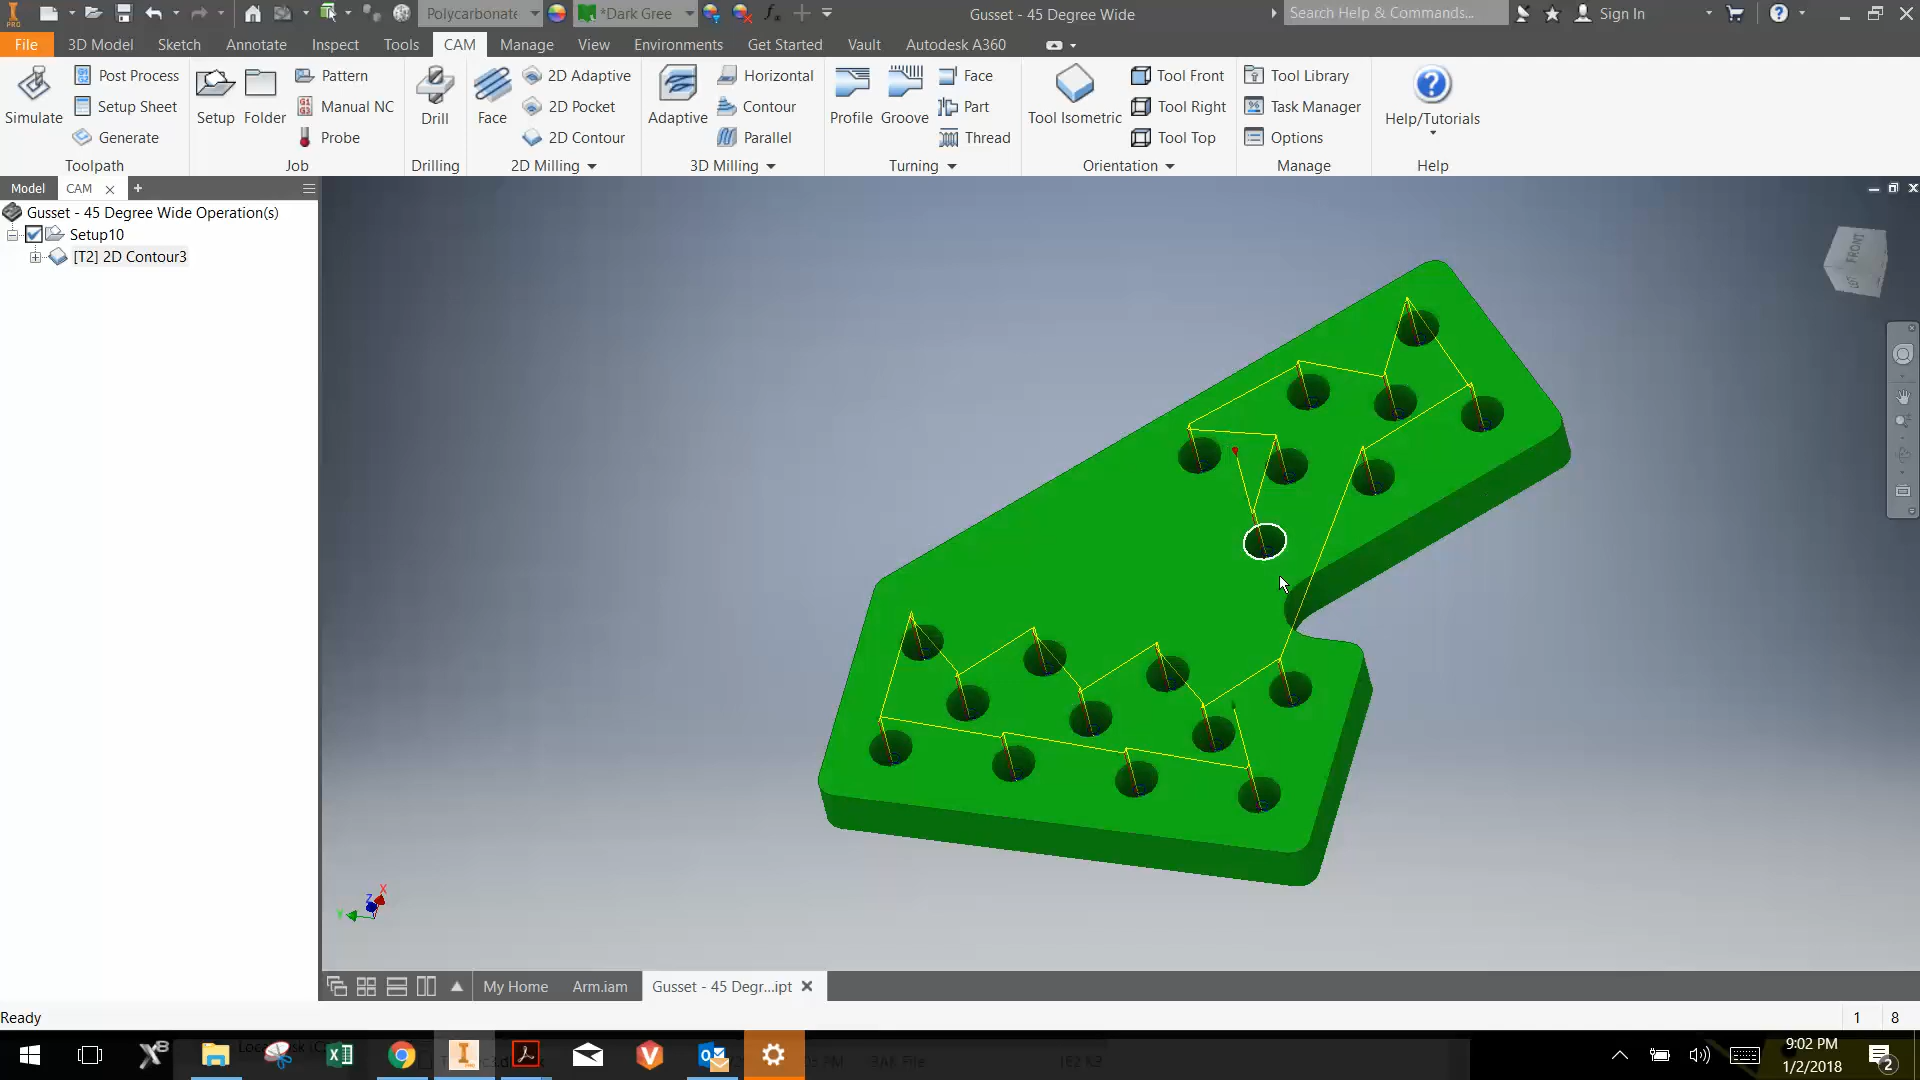 PRO
Polycarbonate
*Dark Gree
Gusset - 45 Degree Wide
Search Help & Commands...
Sign In
File
3D Model
Sketch
Annotate
Inspect
Tools
CAM
Manage
View
Environments
Get Started
Vault
Autodesk A360
Simulate
Post Process
Setup Sheet
Generate
Toolpath
Setup
Folder
Pattern
Manual NC
Probe
Job
Drill
Drilling
Face
2D Adaptive
2D Pocket
2D Contour
2D Milling
Adaptive
Horizontal
Contour
Parallel
3D Milling
Profile
Groove
Face
Part
Thread
Turning
Tool Isometric
Tool Front
Tool Right
Tool Top
Orientation
Tool Library
Task Manager
Options
Manage
Help/Tutorials
Help
Model
CAM
Gusset - 45 Degree Wide Operation(s)
Setup10
[T2] 2D Contour3
FRONT
X
Y
Z
My Home
Arm.iam
Gusset - 45 Degr...ipt
Ready
1
8
9:02 PM
1/2/2018
2